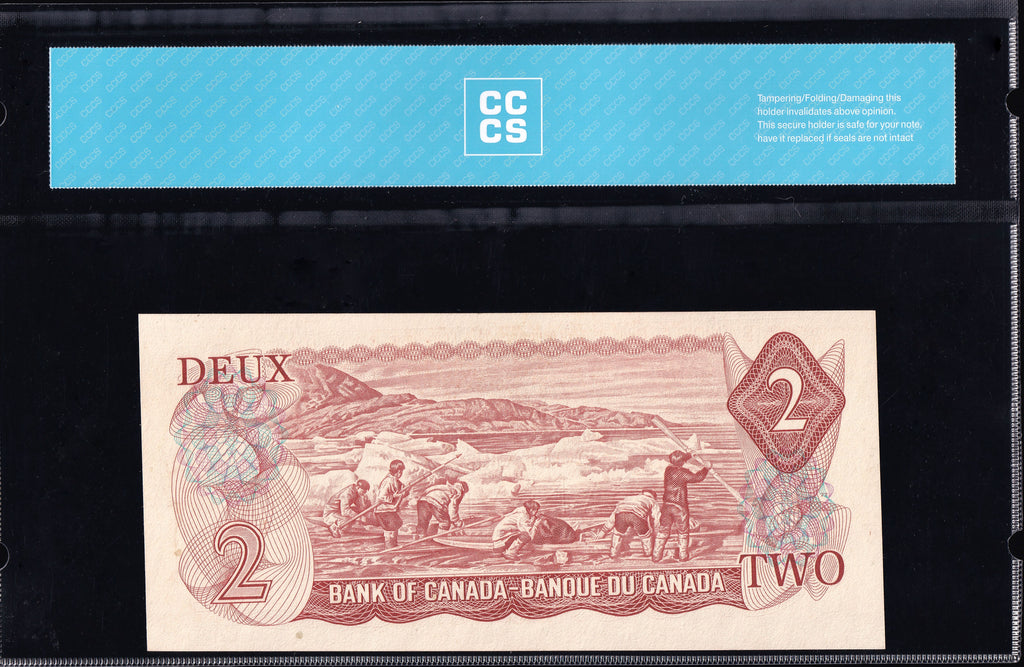 CC
CS
Tampering/Folding/Damaging this
holder invalidates above opinion.
This secure holder is safe for your note,
have it replaced if seals are not intact
DEUX
2
2
BANK OF CANADA-BANQUE DU CANADA
TWO